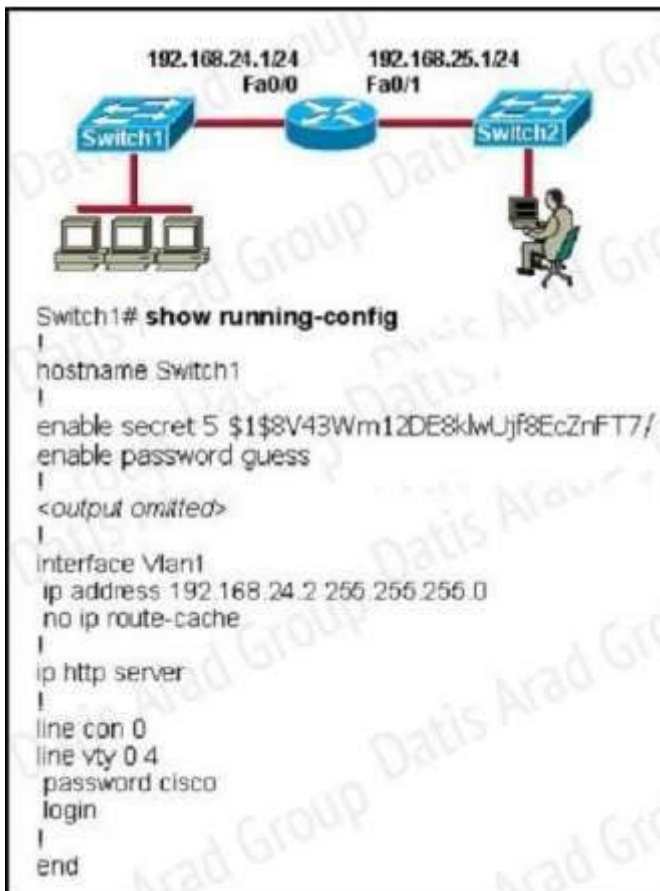 192.168.24.1/24 192.168.25.1/24
Fa0/0 Fa0/1
Switch1 Switch2
Switch1# show running-config
!
hostname Switch1
!
enable secret 5 $1$8V43Wm12DE8klwUjf8EcZnFT7/
enable password guess
!
<output omitted>
!
interface Vlan1
ip address 192.168.24.2 255.255.255.0
no ip route-cache
!
ip http server
!
line con 0
line vty 0 4
password cisco
login
!
end
Datis Arad Group